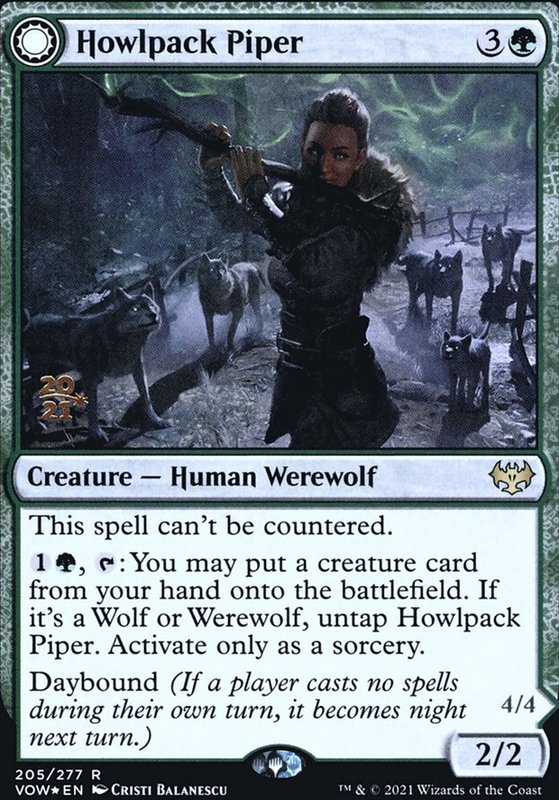 Howlpack Piper 3
20
21
Creature — Human Werewolf
This spell can't be countered.
1 , : You may put a creature card
from your hand onto the battlefield. If
it's a Wolf or Werewolf, untap Howlpack
Piper. Activate only as a sorcery.
Daybound (If a player casts no spells
during their own turn, it becomes night
next turn.)
4/4
2/2
205/277 R
VOW★EN Cristi Balanescu
™ & © 2021 Wizards of the Coast